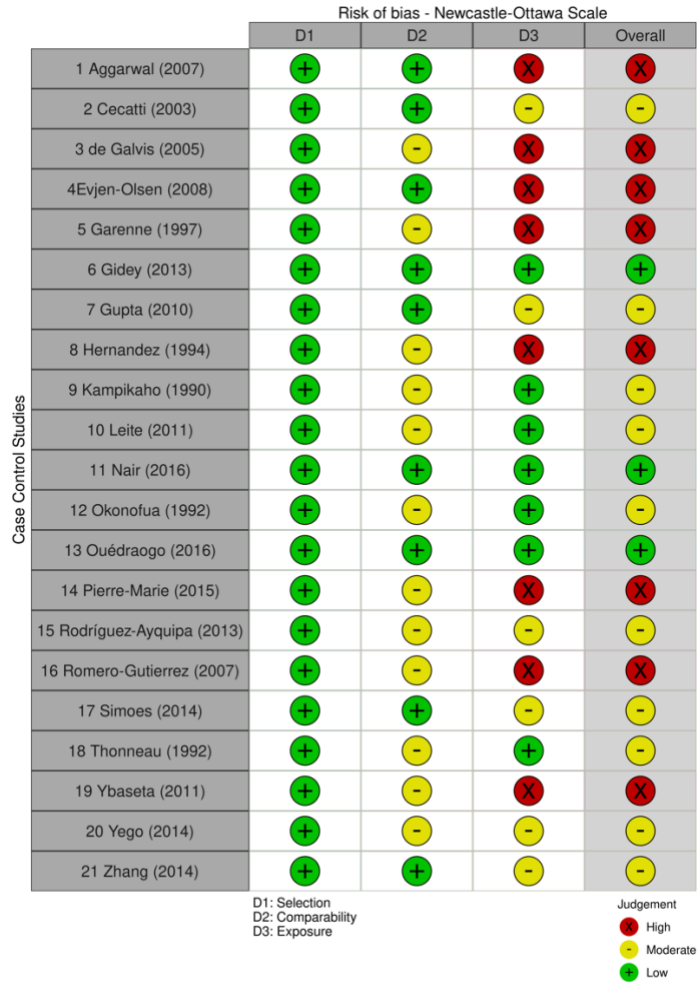 Risk of bias - Newcastle-Ottawa Scale
D1 D2 D3 Overall
Case Control Studies
1 Aggarwal (2007) + + X X
2 Cecatti (2003) + + - -
3 de Galvis (2005) + - X X
4Evjen-Olsen (2008) + + X X
5 Garenne (1997) + - X X
6 Gidey (2013) + + + +
7 Gupta (2010) + + - -
8 Hernandez (1994) + - X X
9 Kampikaho (1990) + - + -
10 Leite (2011) + - + -
11 Nair (2016) + + + +
12 Okonofua (1992) + - + -
13 Ouédraogo (2016) + + + +
14 Pierre-Marie (2015) + - X X
15 Rodríguez-Ayquipa (2013) + - - -
16 Romero-Gutierrez (2007) + - X X
17 Simoes (2014) + + - -
18 Thonneau (1992) + - + -
19 Ybaseta (2011) + - X X
20 Yego (2014) + - - -
21 Zhang (2014) + + - -
D1: Selection
D2: Comparability
D3: Exposure
Judgement
X High
- Moderate
+ Low